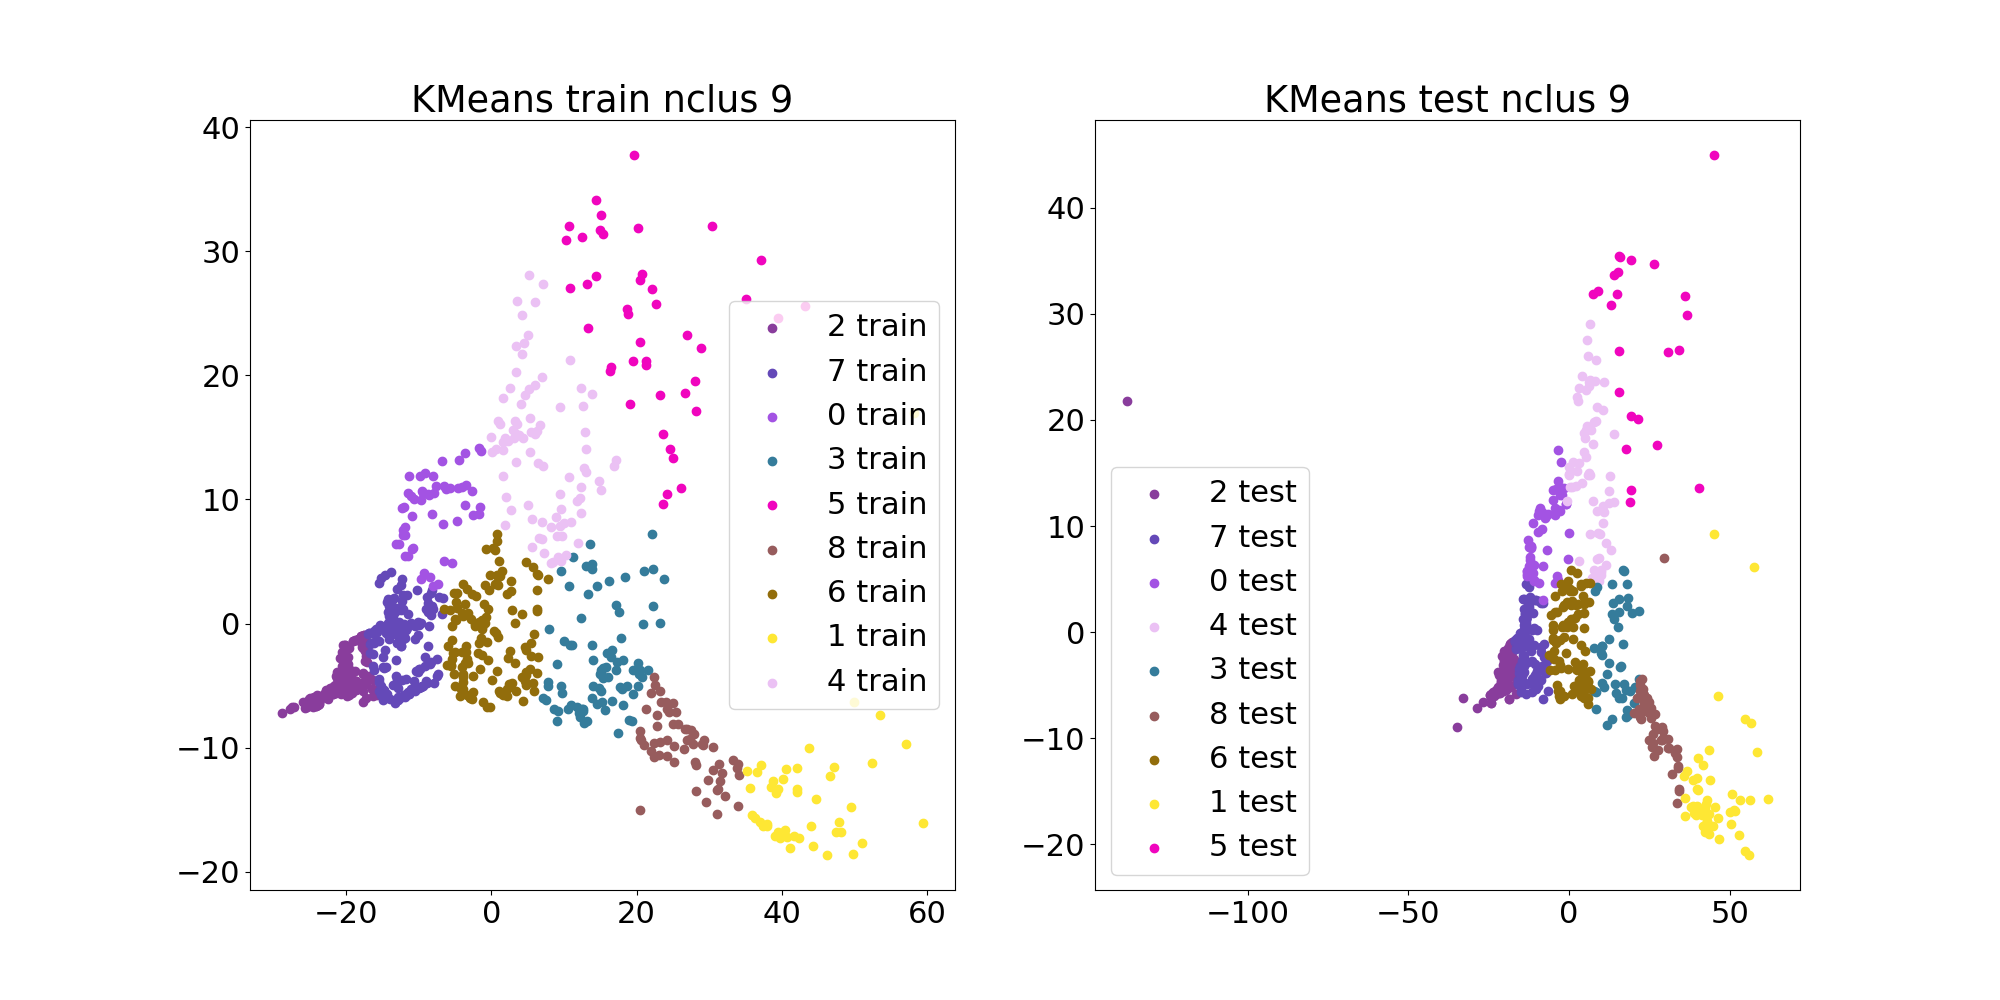 KMeans train nclus 9
40
30
20
10
0
−10
−20
−20 0 20 40 60
2 train
7 train
0 train
3 train
5 train
8 train
6 train
1 train
4 train
KMeans test nclus 9
40
30
20
10
0
−10
−20
−100 −50 0 50
2 test
7 test
0 test
4 test
3 test
8 test
6 test
1 test
5 test